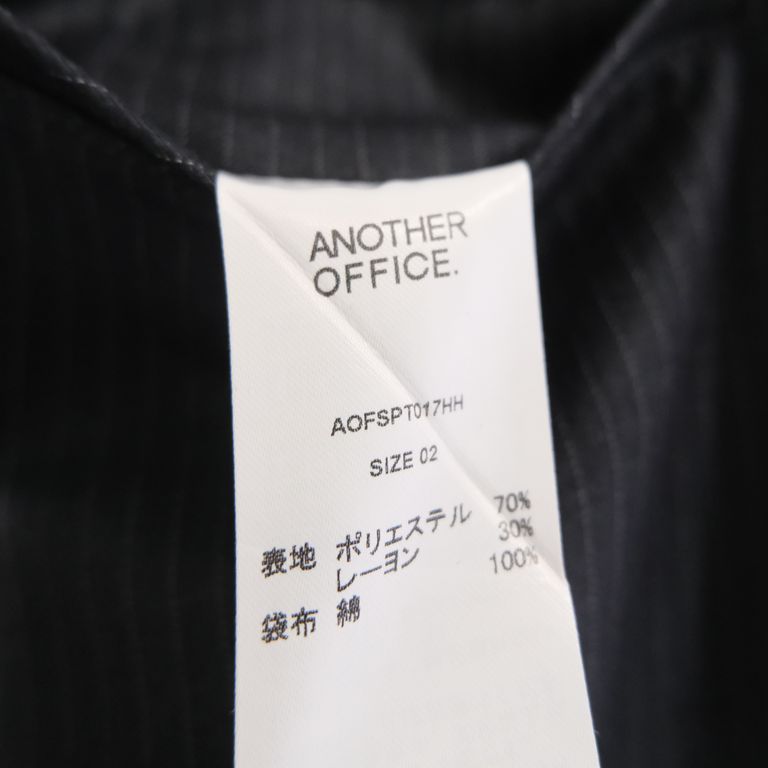 ANOTHER
OFFICE.
AOFSPT017HH
SIZE 02
表地 ポリエステル 70%
レーヨン 30%
袋布 綿 100%